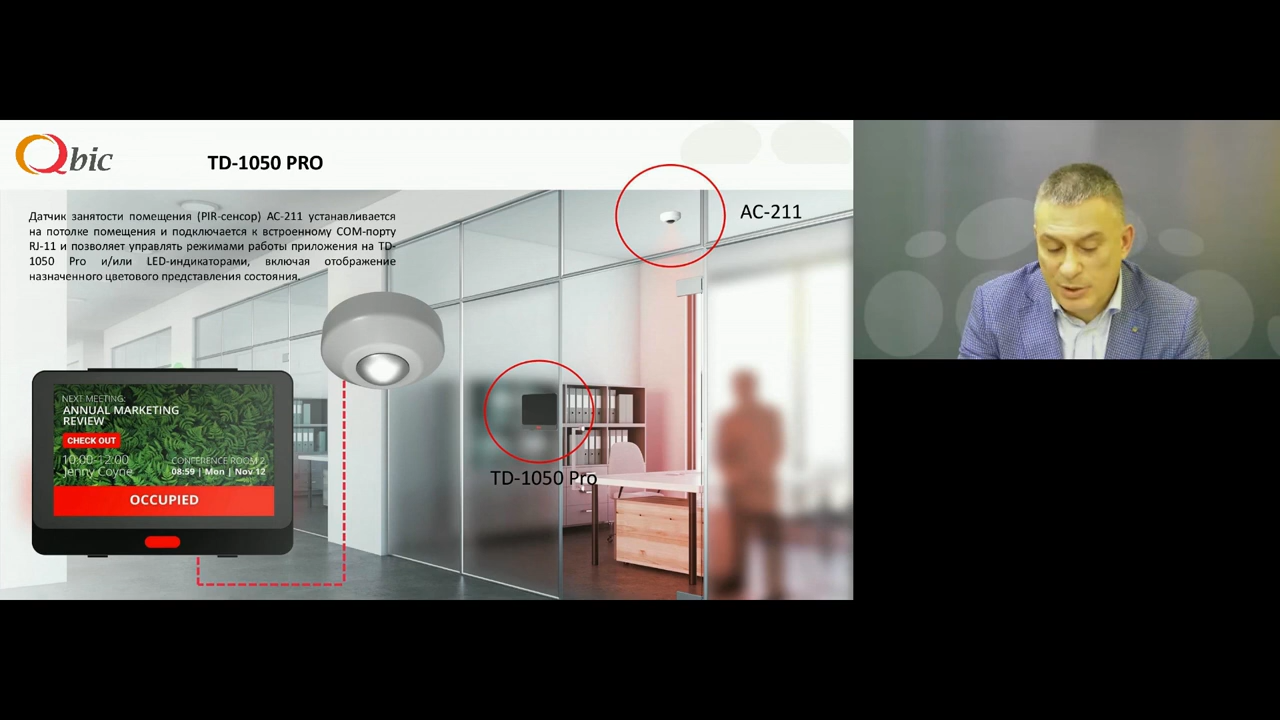 Qbic
TD-1050 PRO
Датчик занятости помещения (PIR-сенсор) AC-211 устанавливается
на потолке помещения и подключается к встроенному COM-порту
RJ-11 и позволяет управлять режимами работы приложения на TD-
1050 Pro и/или LED-индикаторами, включая отображение
назначенного цветового представления состояния.
AC-211
TD-1050 Pro
NEXT MEETING:
ANNUAL MARKETING
REVIEW
CHECK OUT
10:00-12:00
Jenny Coyne
CONFERENCE ROOM 2
08:59 | Mon | Nov 12
OCCUPIED